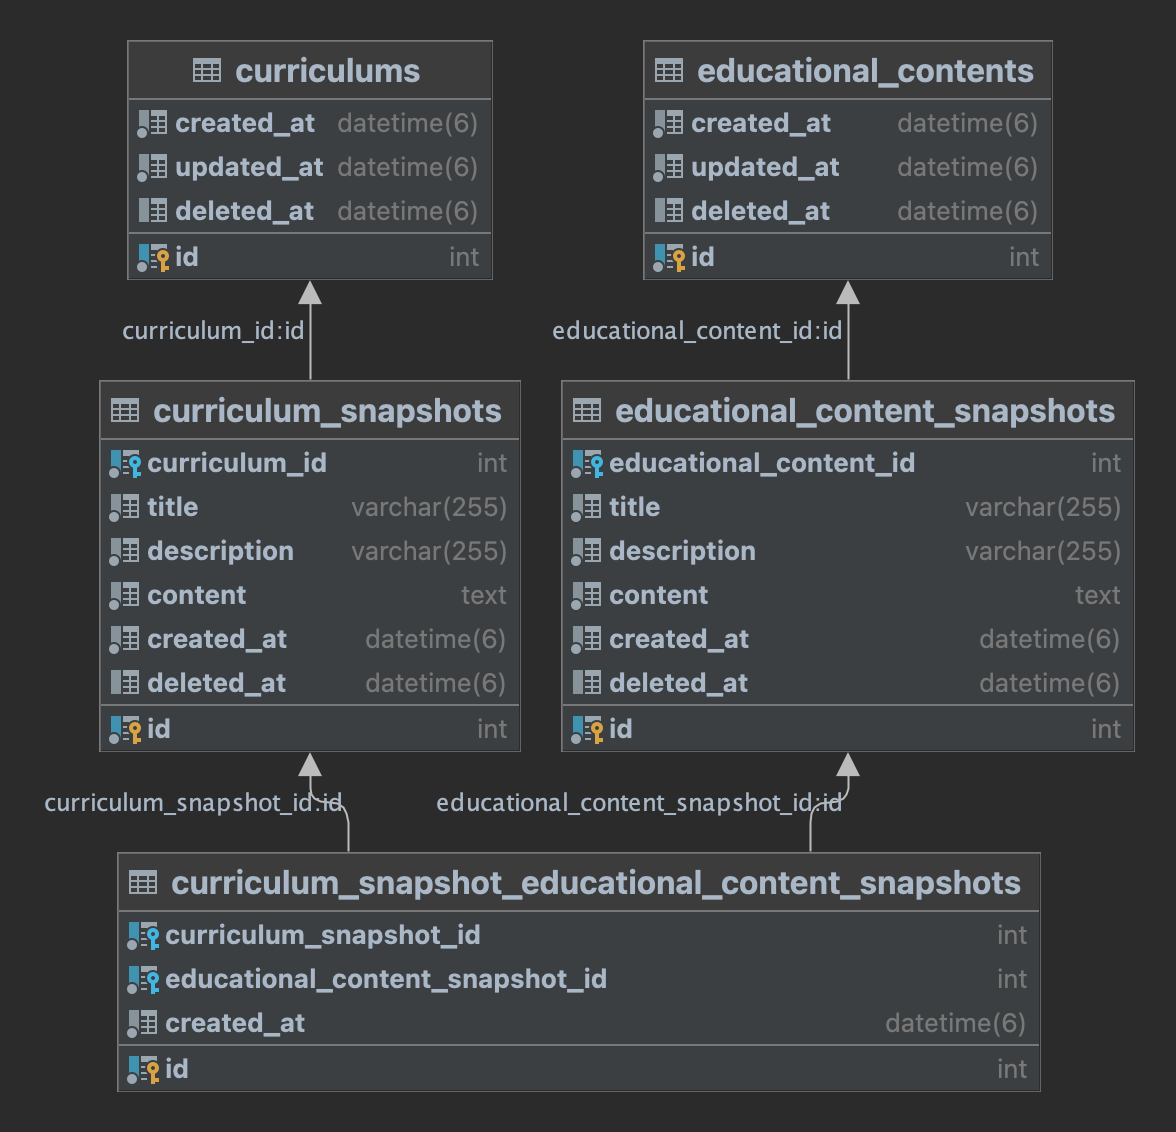 curriculums
created_at datetime(6)
updated_at datetime(6)
deleted_at datetime(6)
id int
educational_contents
created_at datetime(6)
updated_at datetime(6)
deleted_at datetime(6)
id int
curriculum_id:id
educational_content_id:id
curriculum_snapshots
curriculum_id int
title varchar(255)
description varchar(255)
content text
created_at datetime(6)
deleted_at datetime(6)
id int
educational_content_snapshots
educational_content_id int
title varchar(255)
description varchar(255)
content text
created_at datetime(6)
deleted_at datetime(6)
id int
curriculum_snapshot_id:id
educational_content_snapshot_id:id
curriculum_snapshot_educational_content_snapshots
curriculum_snapshot_id int
educational_content_snapshot_id int
created_at datetime(6)
id int